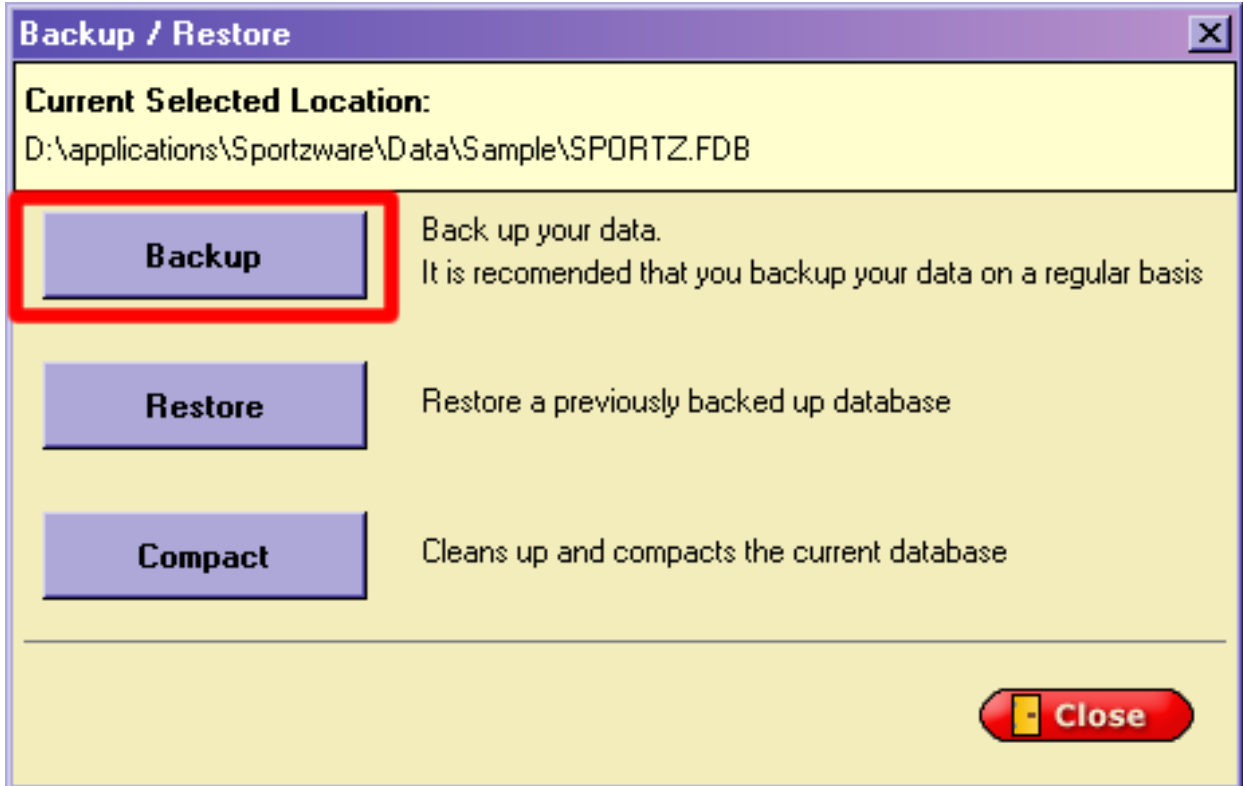 Backup / Restore
Current Selected Location:
D:\applications\Sportzware\Data\Sample\SPORTZ.FDB
Backup
Back up your data.
It is recomended that you backup your data on a regular basis
Restore
Restore a previously backed up database
Compact
Cleans up and compacts the current database
Close